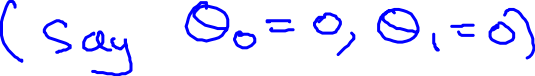 (say Θ₀ = 0, Θ₁ = 0)